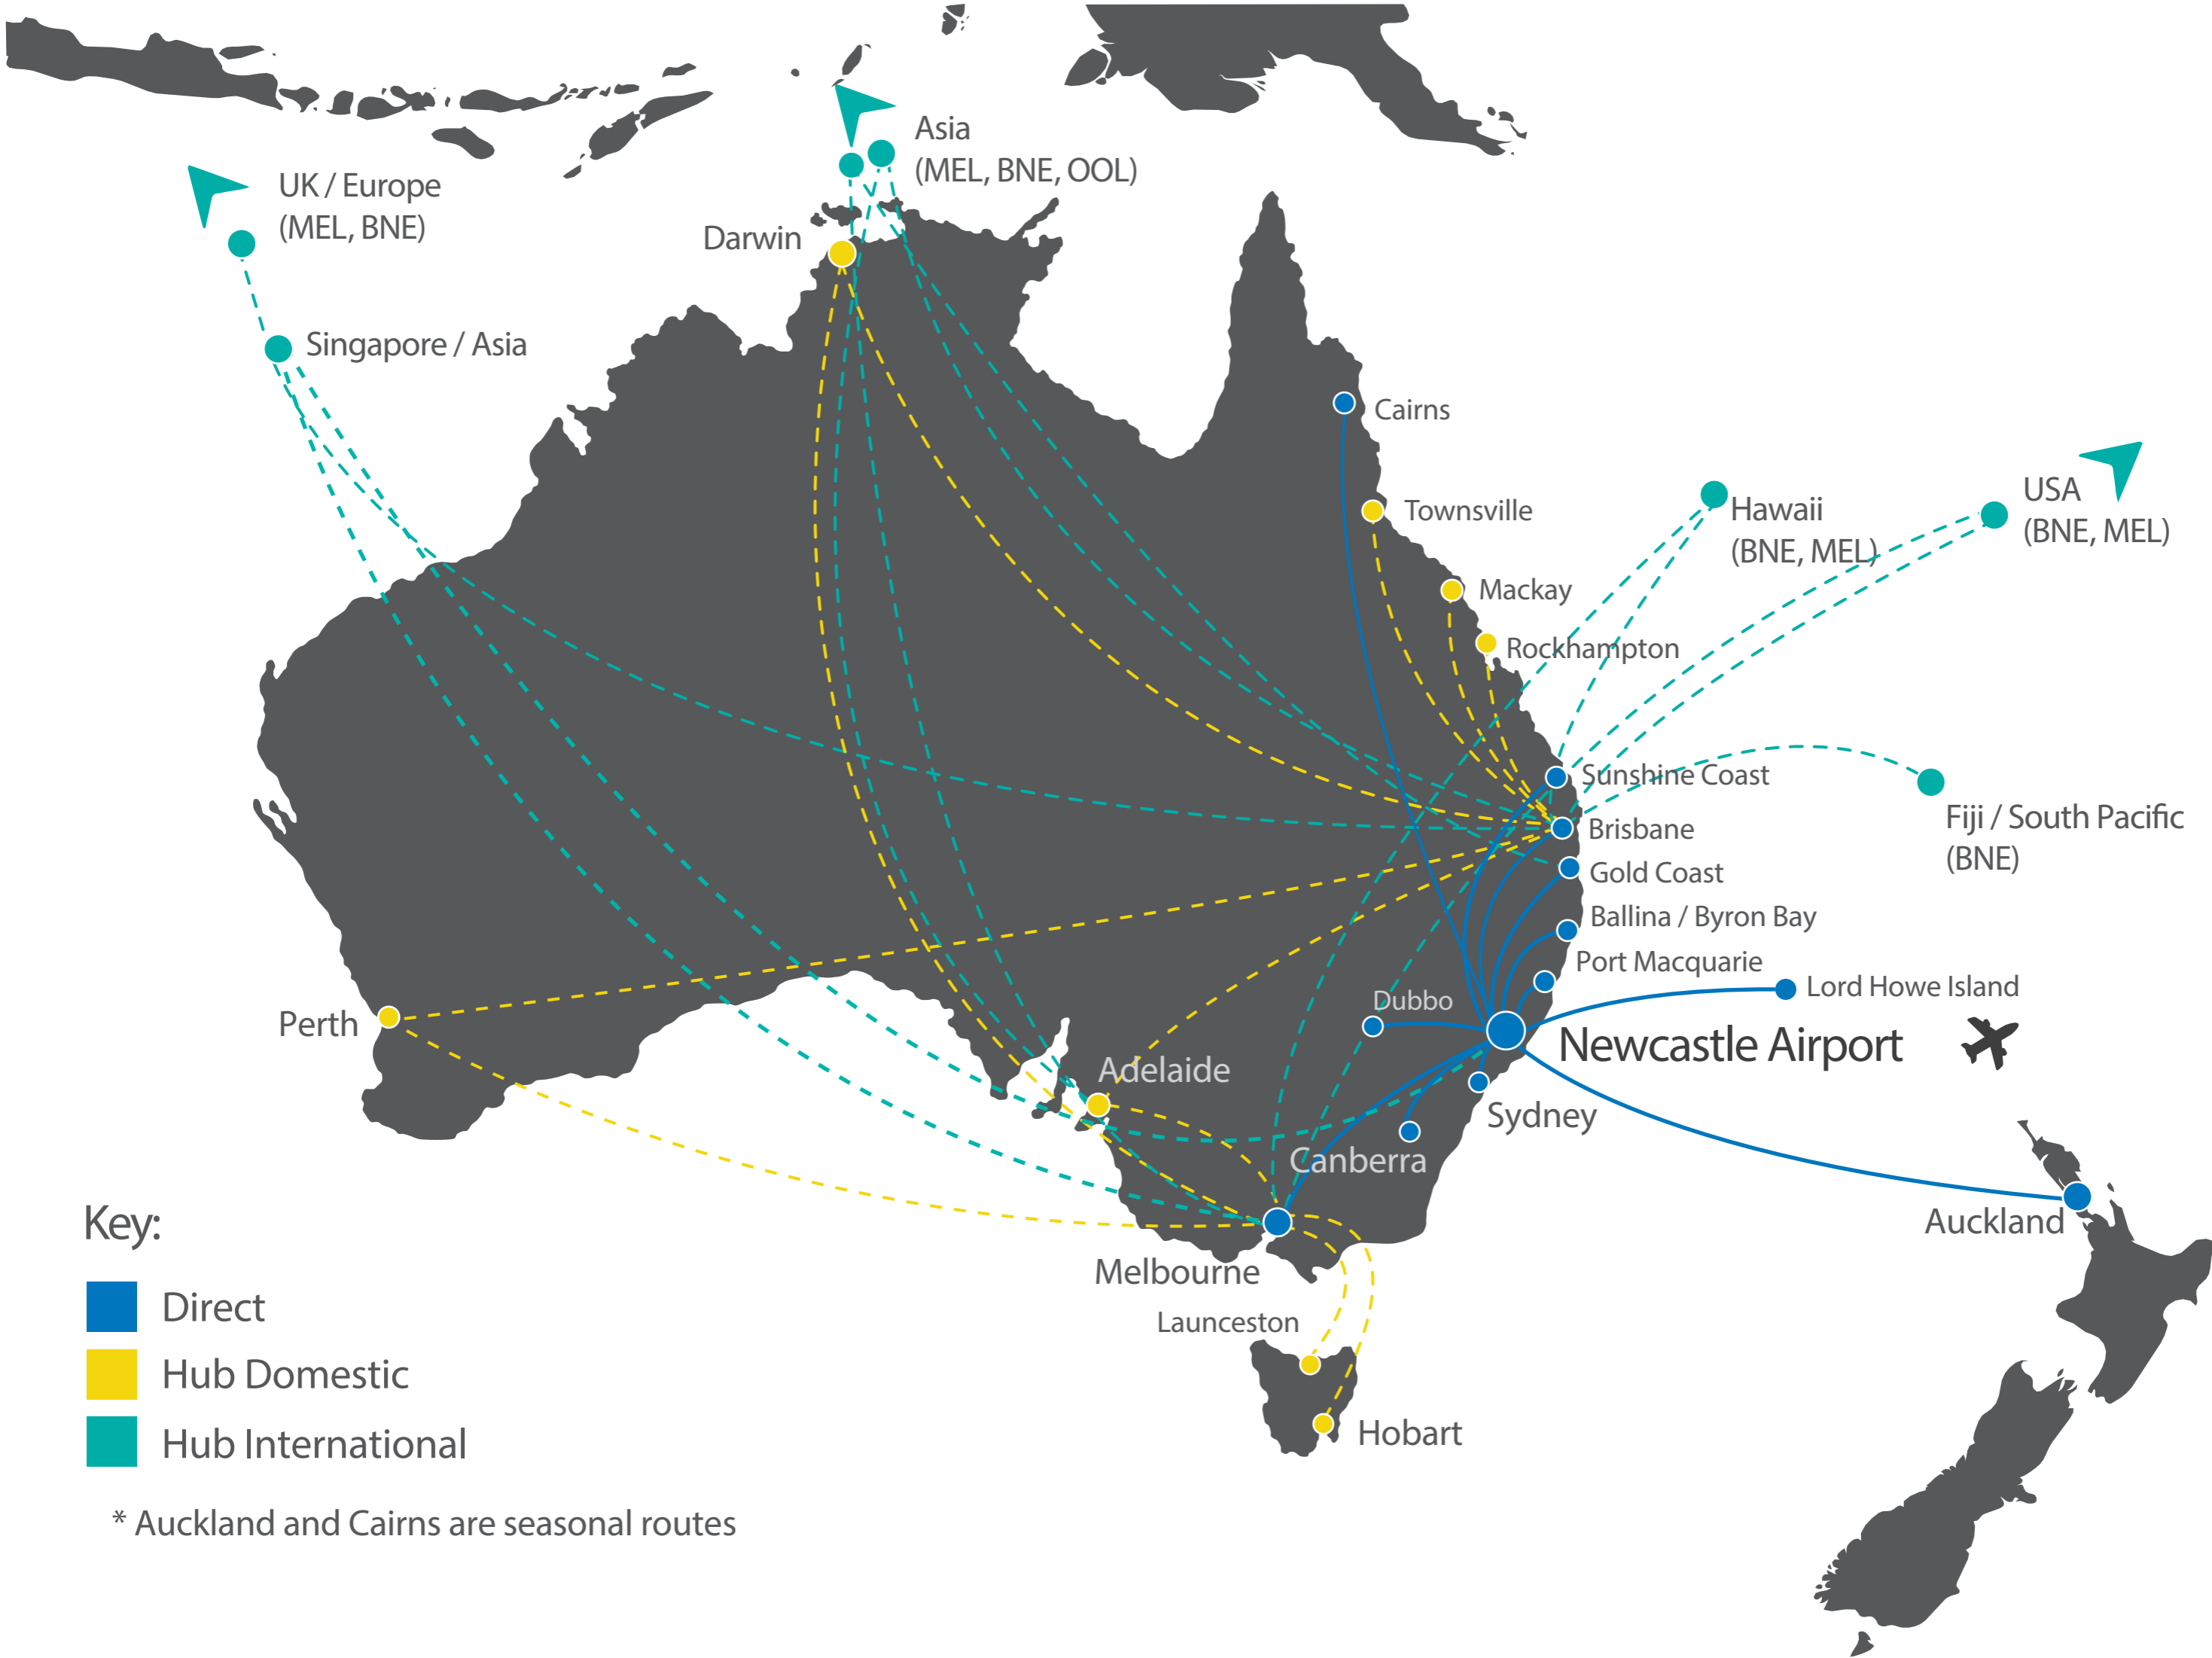 Asia
(MEL, BNE, OOL)
UK / Europe
(MEL, BNE)
Darwin
Singapore / Asia
Cairns
Townsville
Hawaii
(BNE, MEL)
USA
(BNE, MEL)
Mackay
Rockhampton
Sunshine Coast
Brisbane
Fiji / South Pacific
(BNE)
Gold Coast
Ballina / Byron Bay
Port Macquarie
Lord Howe Island
Dubbo
Perth
Newcastle Airport
Adelaide
Sydney
Canberra
Auckland
Melbourne
Launceston
Hobart
Key:
Direct
Hub Domestic
Hub International
* Auckland and Cairns are seasonal routes